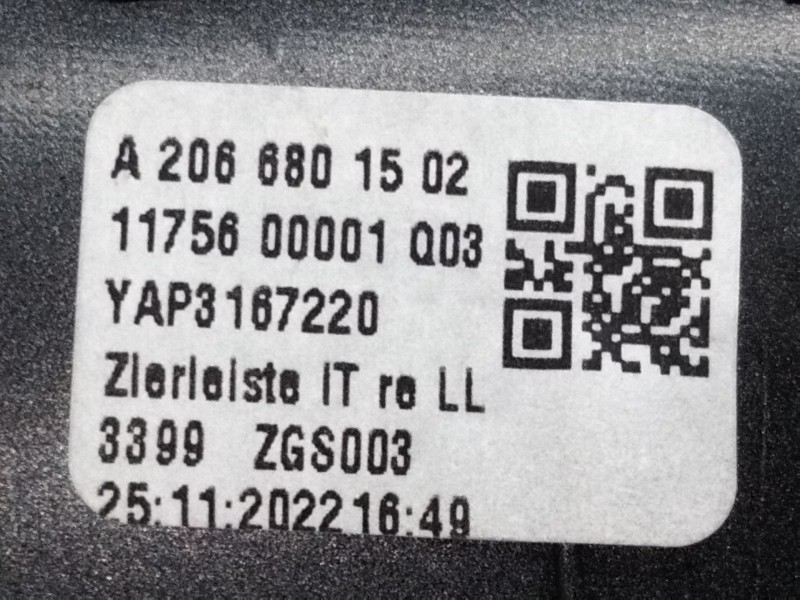 A 206 680 15 02
11756 00001 Q03
YAP3167220
Zierleiste IT re LL
3399 ZGS003
25:11:2022 16:49